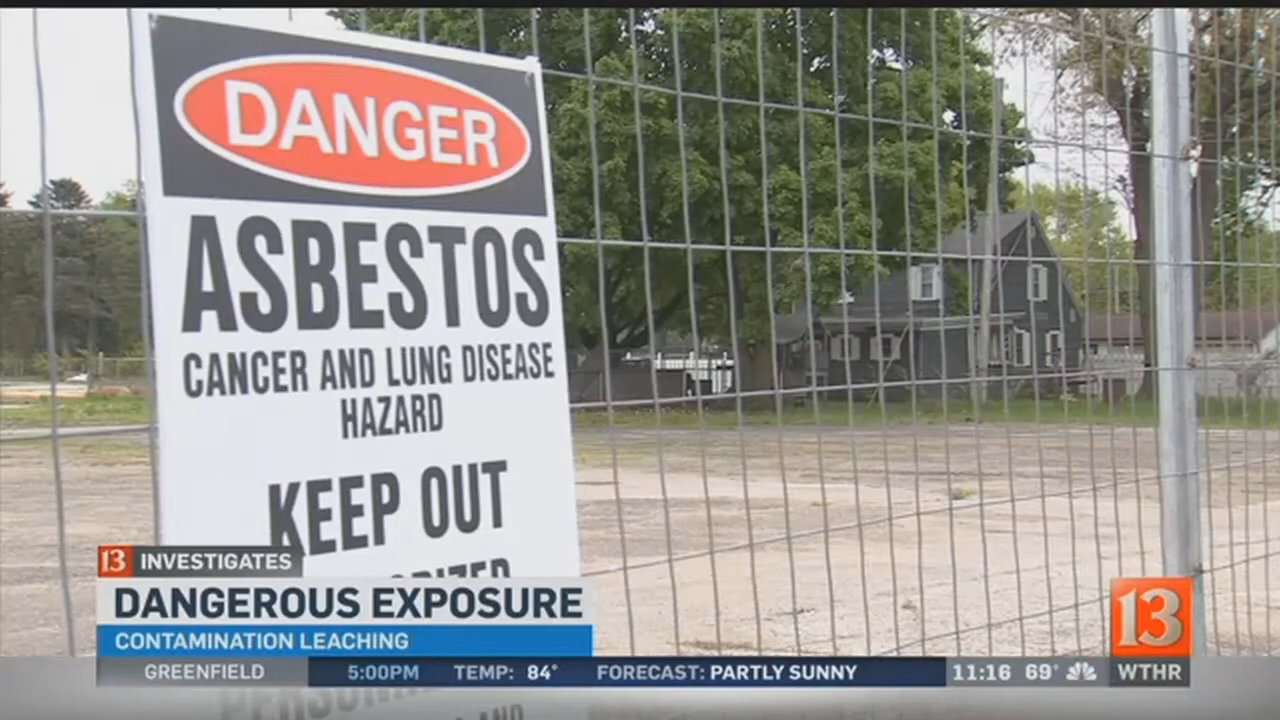 DANGER
ASBESTOS
CANCER AND LUNG DISEASE
HAZARD
KEEP OUT
13 INVESTIGATES
DANGEROUS EXPOSURE
CONTAMINATION LEACHING
GREENFIELD 5:00PM TEMP: 84° FORECAST: PARTLY SUNNY 11:16 69°
13
WTHR
AND